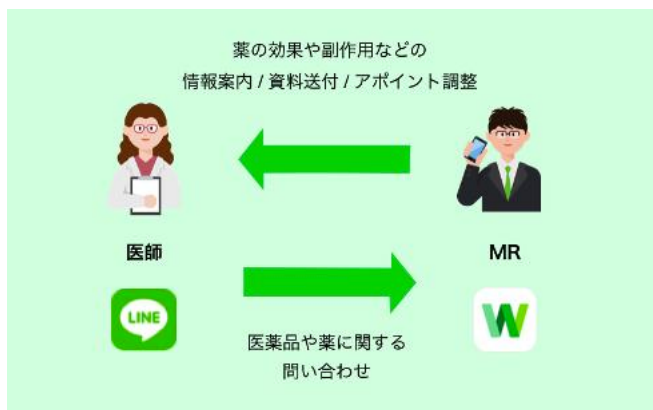 薬の効果や副作用などの
情報案内 / 資料送付 / アポイント調整
医師
MR
LINE
W
医薬品や薬に関する
問い合わせ